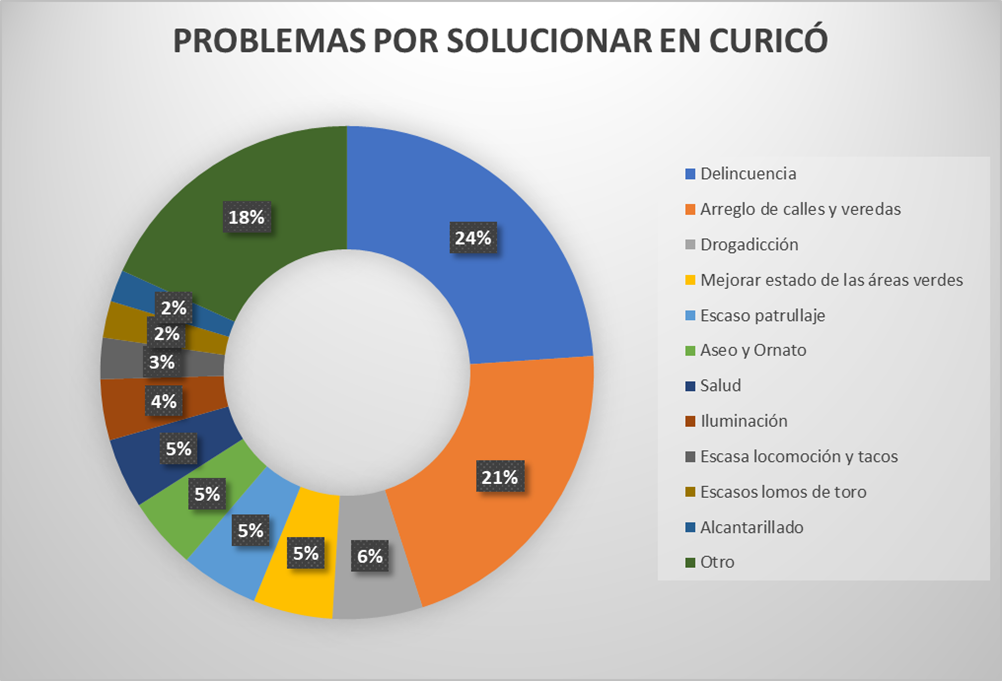 PROBLEMAS POR SOLUCIONAR EN CURICÓ
24%
21%
6%
5%
5%
5%
5%
4%
3%
2%
2%
18%
Delincuencia
Arreglo de calles y veredas
Drogadicción
Mejorar estado de las áreas verdes
Escaso patrullaje
Aseo y Ornato
Salud
Iluminación
Escasa locomoción y tacos
Escasos lomos de toro
Alcantarillado
Otro